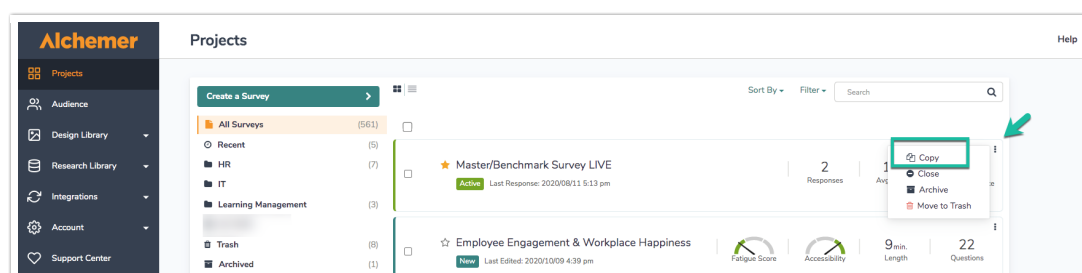 Alchemer
Projects
Help
Projects
Audience
Design Library
Research Library
Integrations
Account
Support Center
Create a Survey
All Surveys (561)
Recent (5)
HR (7)
IT
Learning Management (3)
Trash (8)
Archived (1)
Sort By
Filter
Search
Master/Benchmark Survey LIVE
Active Last Response: 2020/08/11 5:13 pm
2
Responses
Copy
Close
Archive
Move to Trash
Employee Engagement & Workplace Happiness
New Last Edited: 2020/10/09 4:39 pm
Fatigue Score
Accessibility
9 min.
Length
22
Questions